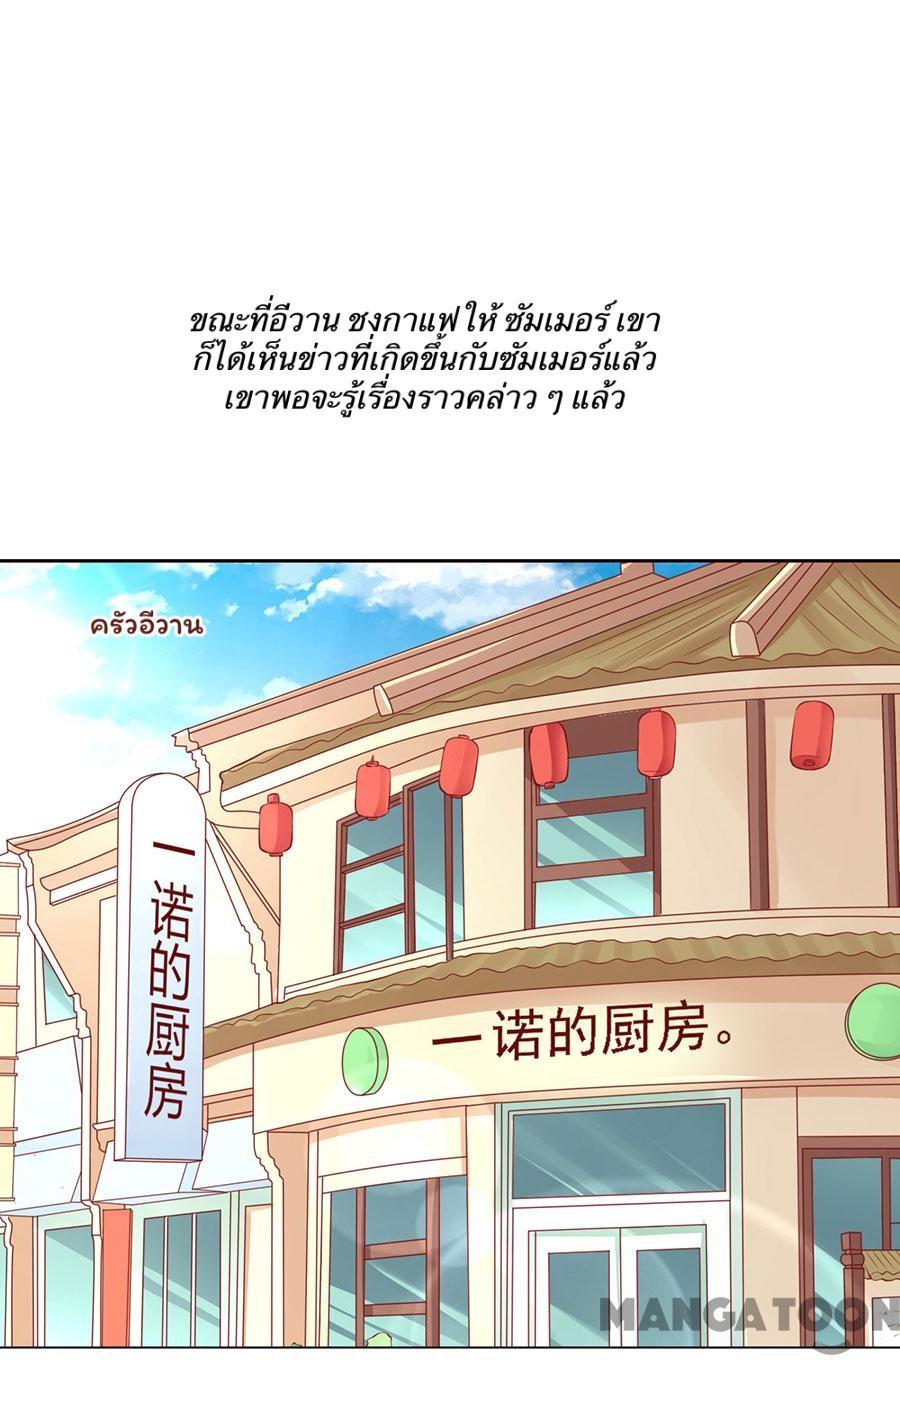 ขณะที่อีวาน ชงกาแฟ ให้ ซัมเมอร์ เขา
ก็ได้เห็นข่าวที่เกิดขึ้นกับซัมเมอร์แล้ว
เขาพอจะรู้เรื่องราวคล่าว ๆ แล้ว
ครัวอีวาน
一诺的厨房
一诺的厨房。
MANGATOON